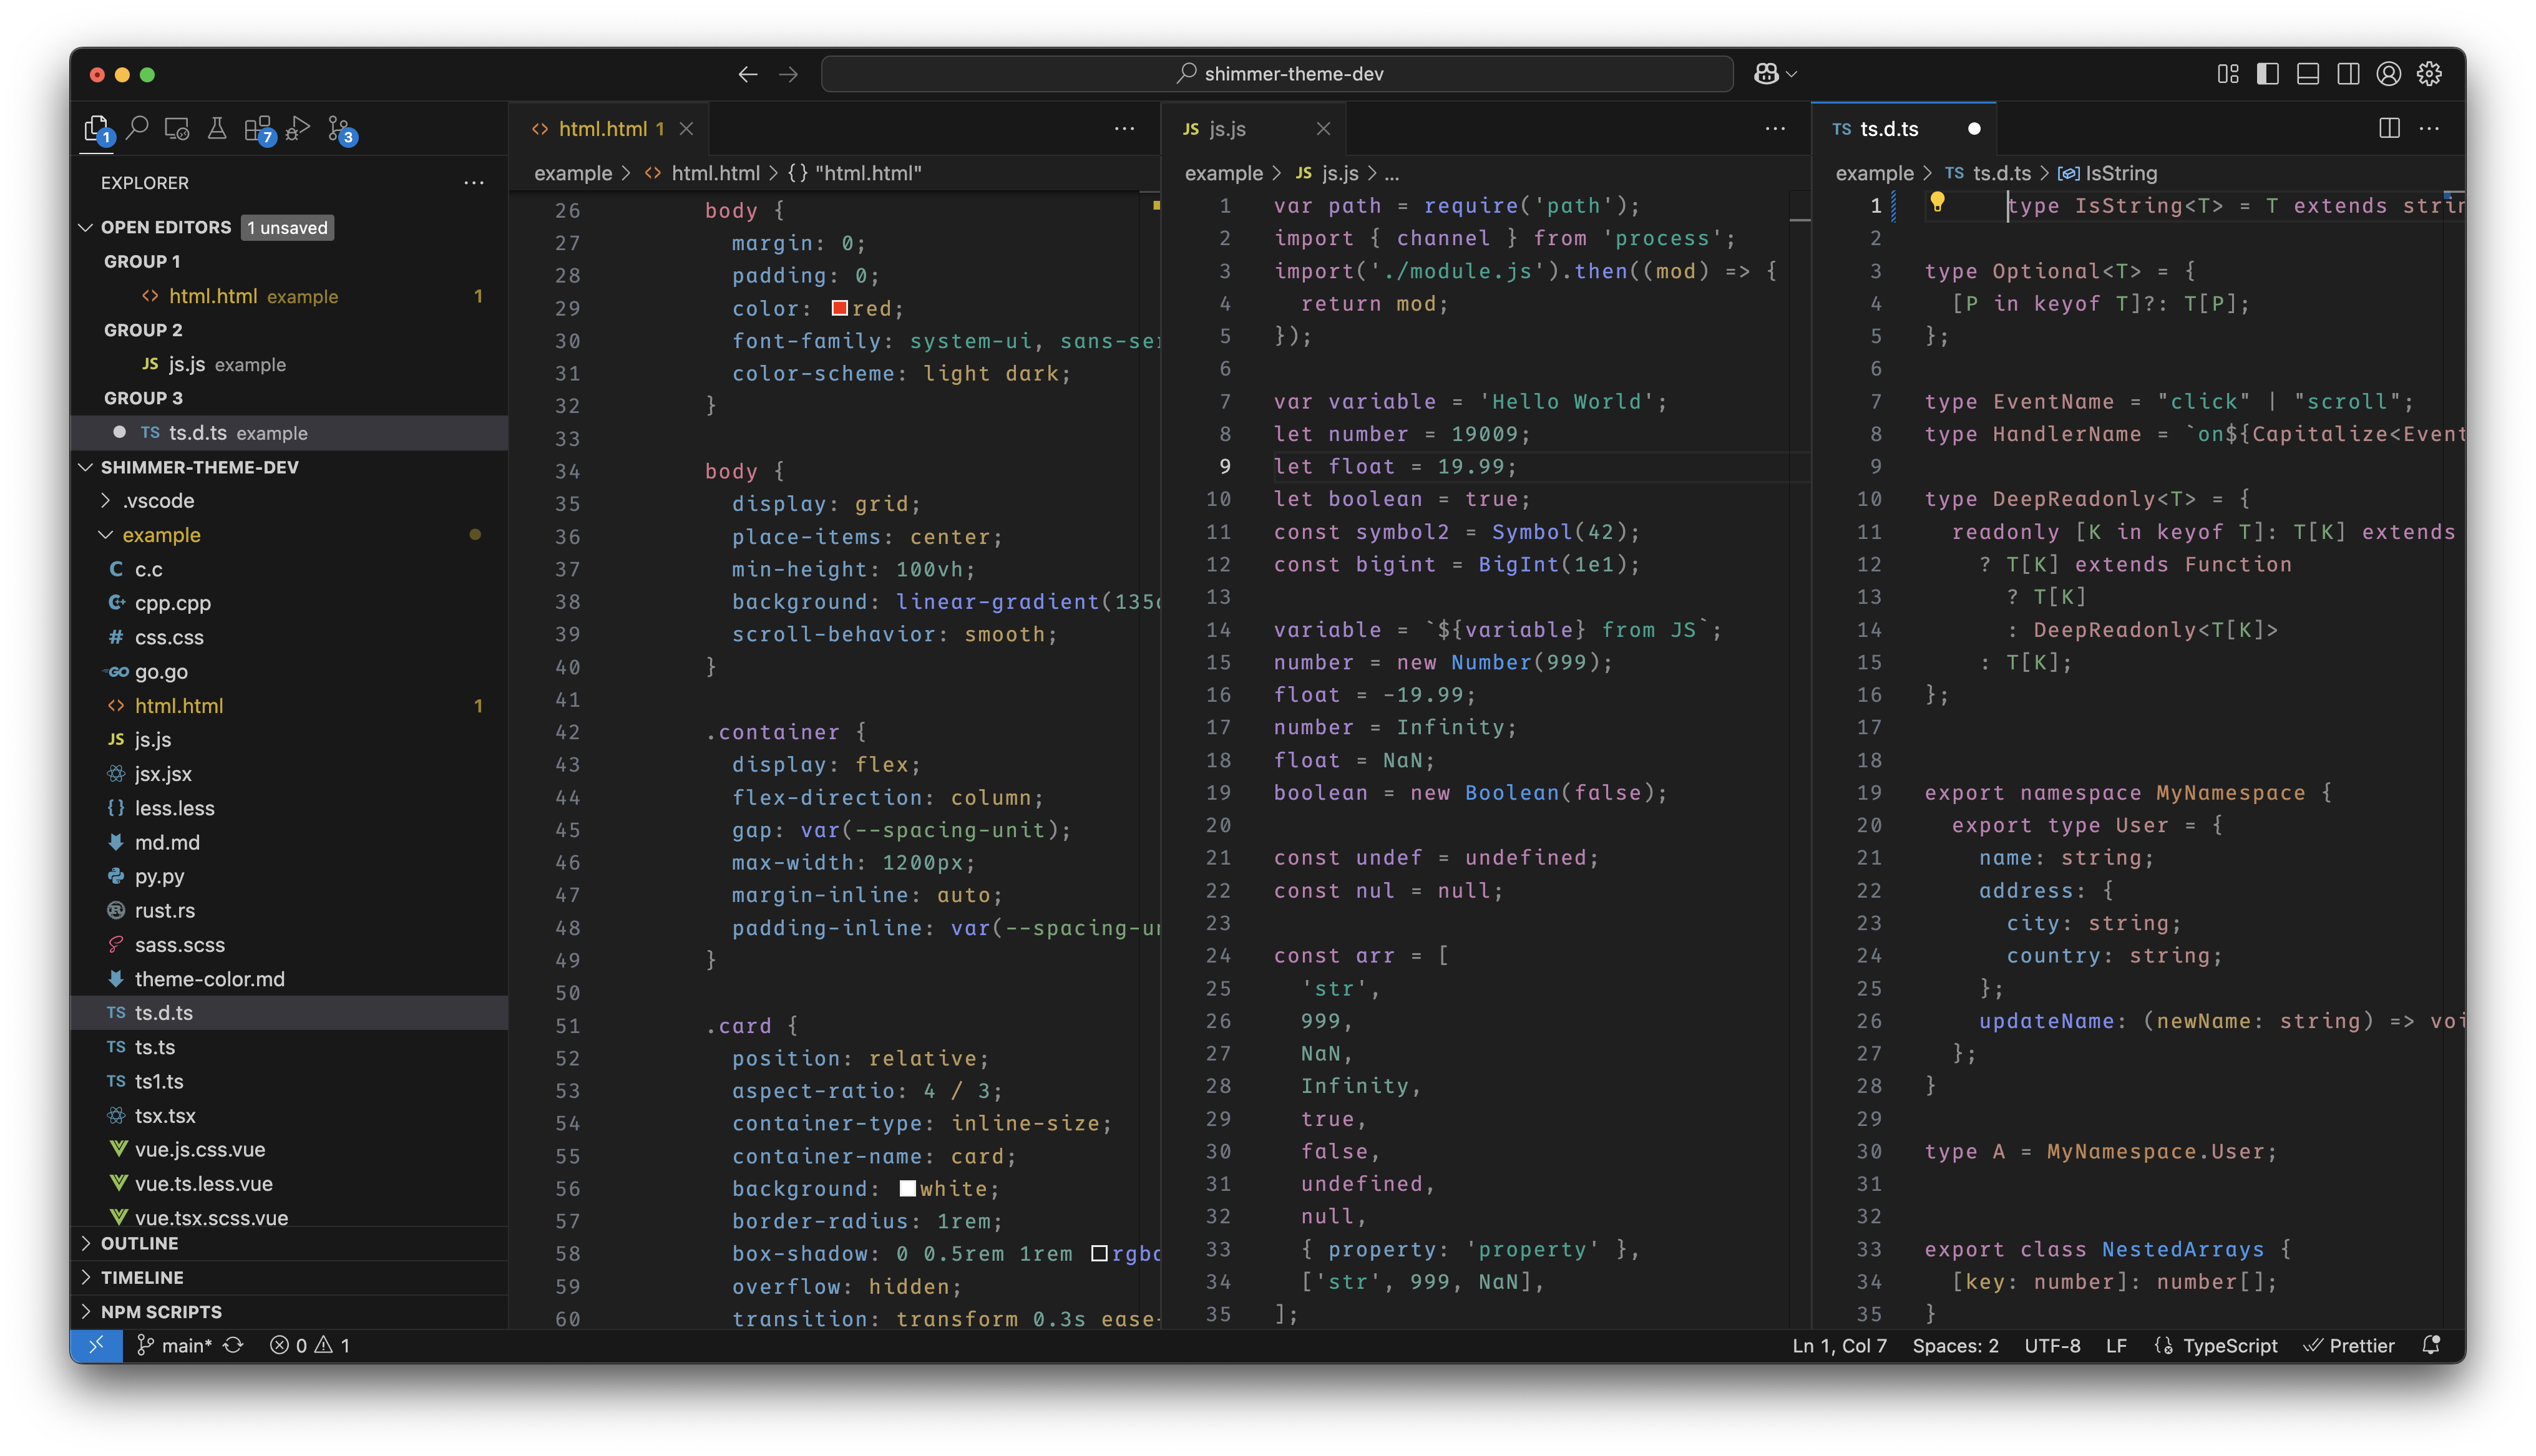 shimmer-theme-dev
1
7
3
EXPLORER
OPEN EDITORS 1 unsaved
GROUP 1
html.html example 1
GROUP 2
JS js.js example
GROUP 3
TS ts.d.ts example
SHIMMER-THEME-DEV
.vscode
example
C c.c
cpp.cpp
# css.css
GO go.go
html.html 1
JS js.js
jsx.jsx
{} less.less
md.md
py.py
rust.rs
sass.scss
theme-color.md
TS ts.d.ts
TS ts.ts
TS ts1.ts
tsx.tsx
vue.js.css.vue
vue.ts.less.vue
vue.tsx.scss.vue
OUTLINE
TIMELINE
NPM SCRIPTS
<> html.html 1
example > <> html.html > {} "html.html"
26 body {
27 margin: 0;
28 padding: 0;
29 color: red;
30 font-family: system-ui, sans-se
31 color-scheme: light dark;
32 }
33
34 body {
35 display: grid;
36 place-items: center;
37 min-height: 100vh;
38 background: linear-gradient(135
39 scroll-behavior: smooth;
40 }
41
42 .container {
43 display: flex;
44 flex-direction: column;
45 gap: var(--spacing-unit);
46 max-width: 1200px;
47 margin-inline: auto;
48 padding-inline: var(--spacing-u
49 }
50
51 .card {
52 position: relative;
53 aspect-ratio: 4 / 3;
54 container-type: inline-size;
55 container-name: card;
56 background: white;
57 border-radius: 1rem;
58 box-shadow: 0 0.5rem 1rem rgb
59 overflow: hidden;
60 transition: transform 0.3s ease-
JS js.js
example > JS js.js > ...
1 var path = require('path');
2 import { channel } from 'process';
3 import('./module.js').then((mod) => {
4 return mod;
5 });
6
7 var variable = 'Hello World';
8 let number = 19009;
9 let float = 19.99;
10 let boolean = true;
11 const symbol2 = Symbol(42);
12 const bigint = BigInt(1e1);
13
14 variable = `${variable} from JS`;
15 number = new Number(999);
16 float = -19.99;
17 number = Infinity;
18 float = NaN;
19 boolean = new Boolean(false);
20
21 const undef = undefined;
22 const nul = null;
23
24 const arr = [
25 'str',
26 999,
27 NaN,
28 Infinity,
29 true,
30 false,
31 undefined,
32 null,
33 { property: 'property' },
34 ['str', 999, NaN],
35 ];
TS ts.d.ts
example > TS ts.d.ts > IsString
1 type IsString<T> = T extends strin
2
3 type Optional<T> = {
4 [P in keyof T]?: T[P];
5 };
6
7 type EventName = "click" | "scroll";
8 type HandlerName = `on${Capitalize<Event
9
10 type DeepReadonly<T> = {
11 readonly [K in keyof T]: T[K] extends
12 ? T[K] extends Function
13 ? T[K]
14 : DeepReadonly<T[K]>
15 : T[K];
16 };
17
18
19 export namespace MyNamespace {
20 export type User = {
21 name: string;
22 address: {
23 city: string;
24 country: string;
25 };
26 updateName: (newName: string) => voi
27 };
28 }
29
30 type A = MyNamespace.User;
31
32
33 export class NestedArrays {
34 [key: number]: number[];
35 }
main* 0 1
Ln 1, Col 7 Spaces: 2 UTF-8 LF TypeScript Prettier